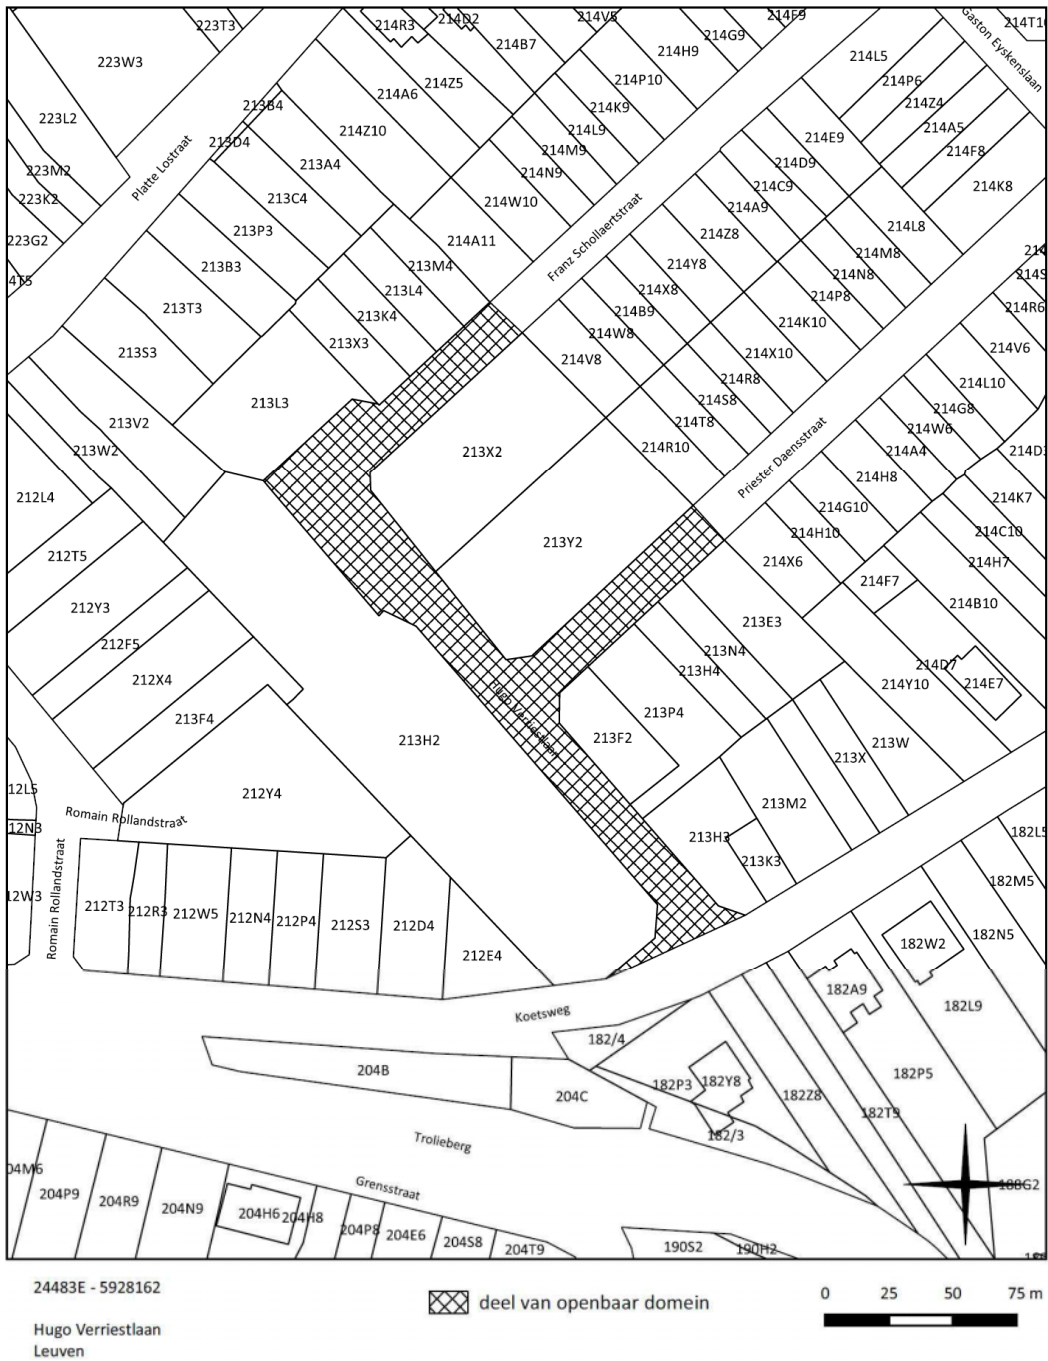 223T3
214R3
214D2
214V5
214F9
214T1
223W3
214B7
214H9
214G9
214L5
Gaston Eyskenslaan
214A6
214Z5
214P10
214P6
223L2
213B4
214K9
214Z4
214Z10
214L9
214A5
213D4
214M9
214E9
214F8
Platte Lostraat
213A4
214N9
214D9
223M2
213C4
214C9
214K8
223K2
214W10
214A9
213P3
Franz Schollaertstraat
214Z8
214L8
223G2
214A11
213B3
213M4
214Y8
214M8
4T5
213L4
214X8
214N8
213T3
213K4
214B9
214P8
214R6
213X3
214W8
214K10
213S3
214V8
214X10
214V6
214R8
214L10
213L3
214S8
214G8
213V2
214T8
214W6
213W2
213X2
214R10
Priester Daensstraat
214A4
212L4
214H8
214K7
214G10
214C10
212T5
213Y2
214H10
214X6
214H7
214F7
212Y3
214B10
213E3
212F5
213N4
214D7
212X4
213H4
214Y10
214E7
213F4
213P4
Hugo Verriestlaan
213H2
213F2
213W
213X
12L5
212Y4
213M2
Romain Rollandstraat
12N3
213H3
213K3
212W3
Romain Rollandstraat
212T3
212R3
212W5
212N4
212P4
212S3
212D4
182M5
212E4
182N5
182W2
182A9
182L9
Koetsweg
182/4
204B
204C
182P3
182Y8
182Z8
182P5
182T9
182/3
Trolieberg
04M6
204P9
204R9
204N9
204H6
204H8
Grensstraat
204P8
204E6
204S8
204T9
190S2
190H2
188G2
24483E - 5928162
Hugo Verriestlaan
Leuven
deel van openbaar domein
0 25 50 75 m